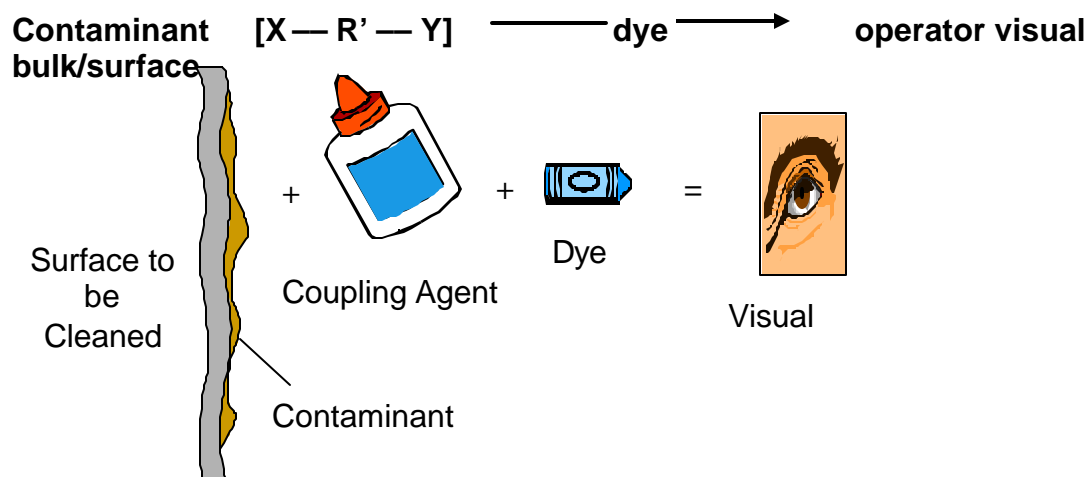 Contaminant [X — R’ — Y] dye operator visual
bulk/surface
+ + =
Surface to
be
Cleaned
Coupling Agent
Dye
Visual
Contaminant